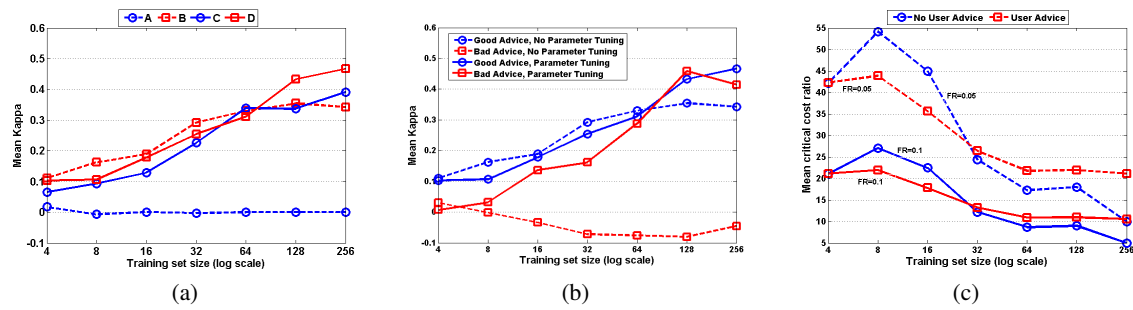 A B C D
Mean Kappa
0.6
0.5
0.4
0.3
0.2
0.1
0
-0.1
4 8 16 32 64 128 256
Training set size (log scale)
(a)
Good Advice, No Parameter Tuning
Bad Advice, No Parameter Tuning
Good Advice, Parameter Tuning
Bad Advice, Parameter Tuning
Mean Kappa
0.6
0.5
0.4
0.3
0.2
0.1
0
-0.1
4 8 16 32 64 128 256
Training set size (log scale)
(b)
No User Advice User Advice
Mean critical cost ratio
55
50
45
40
35
30
25
20
15
10
5
FR=0.05
FR=0.05
FR=0.1
FR=0.1
4 8 16 32 64 128 256
Training set size (log scale)
(c)